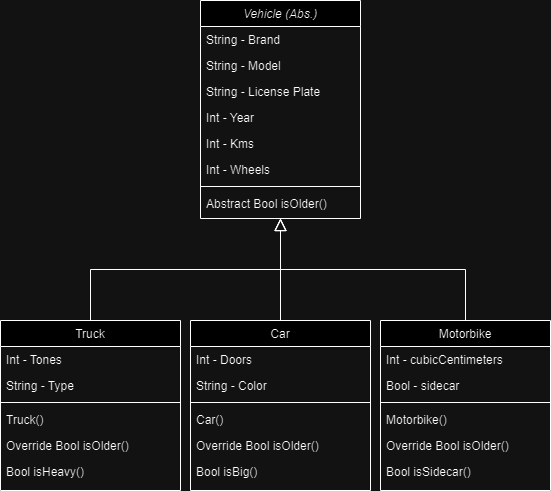 Vehicle (Abs.)
String - Brand
String - Model
String - License Plate
Int - Year
Int - Kms
Int - Wheels
Abstract Bool isOlder()
Truck
Int - Tones
String - Type
Truck()
Override Bool isOlder()
Bool isHeavy()
Car
Int - Doors
String - Color
Car()
Override Bool isOlder()
Bool isBig()
Motorbike
Int - cubicCentimeters
Bool - sidecar
Motorbike()
Override Bool isOlder()
Bool isSidecar()